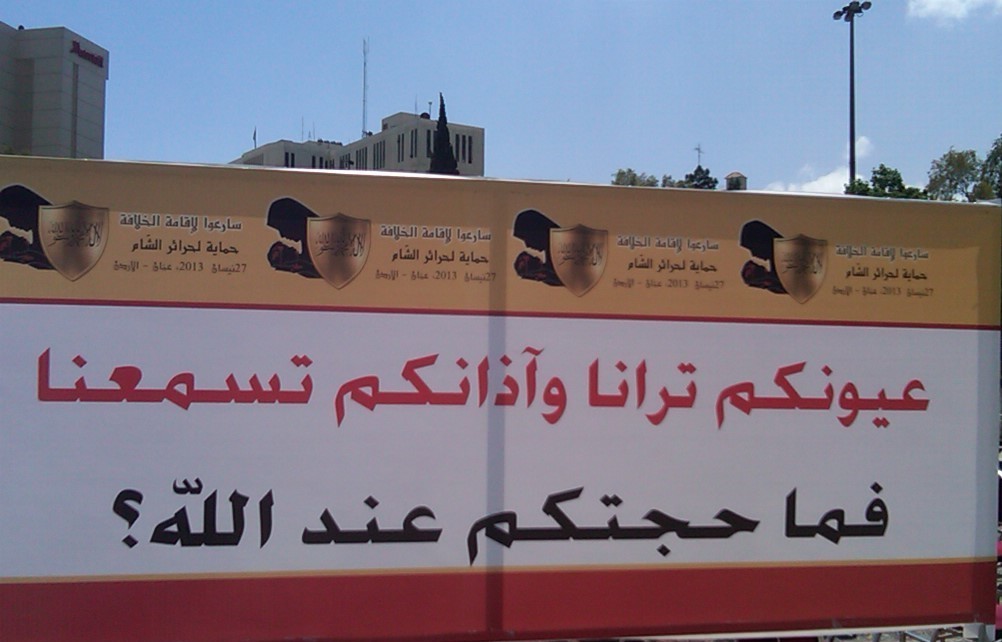 Marriott
سارعوا لإقامة الخلافة
حماية لحرائر الشام
27نيسان 2013، عمان - الأردن
سارعوا لإقامة الخلافة
حماية لحرائر الشام
27نيسان 2013، عمان - الأردن
سارعوا لإقامة الخلافة
حماية لحرائر الشام
27نيسان 2013، عمان - الأردن
سارعوا لإقامة الخلافة
حماية لحرائر الشام
27نيسان 2013، عمان - الأردن
عيونكم ترانا وآذانكم تسمعنا
فما حجتكم عند اللّه؟